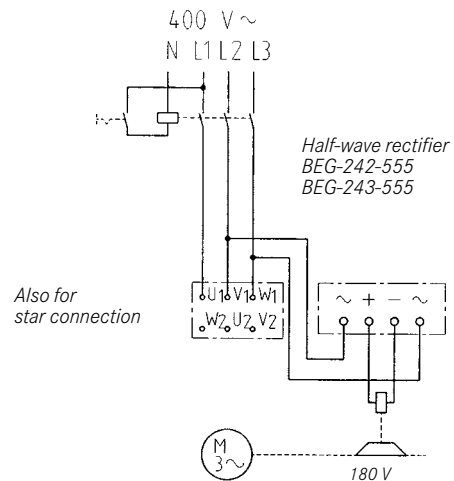 400 V ~
N L1 L2 L3
Half-wave rectifier
BEG-242-555
BEG-243-555
Also for
star connection
U1 V1 W1
W2 U2 V2
~ + − ~
M
3~
180 V